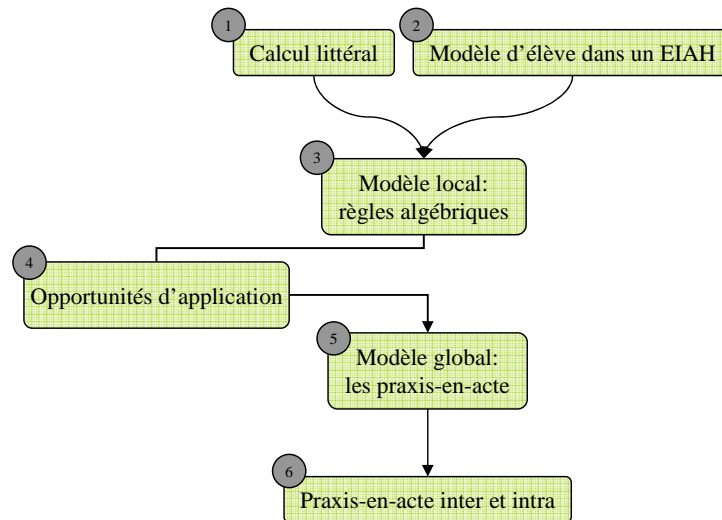 1
Calcul littéral
2
Modèle d'élève dans un EIAH
3
Modèle local:
règles algébriques
4
Opportunités d'application
5
Modèle global:
les praxis-en-acte
6
Praxis-en-acte inter et intra